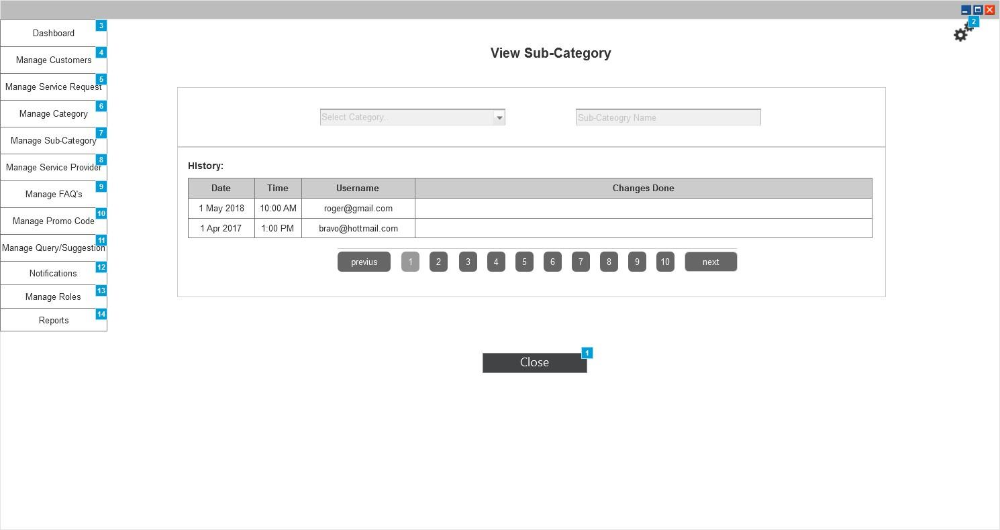 2
Dashboard 3
Manage Customers 4
Manage Service Request 5
Manage Category 6
Manage Sub-Category 7
Manage Service Provider 8
Manage FAQ's 9
Manage Promo Code 10
Manage Query/Suggestion 11
Notifications 12
Manage Roles 13
Reports 14
View Sub-Category
Select Category.. Sub-Cateogry Name
History:
Date Time Username Changes Done
1 May 2018 10:00 AM roger@gmail.com
1 Apr 2017 1:00 PM bravo@hottmail.com
previus 1 2 3 4 5 6 7 8 9 10 next
Close 1